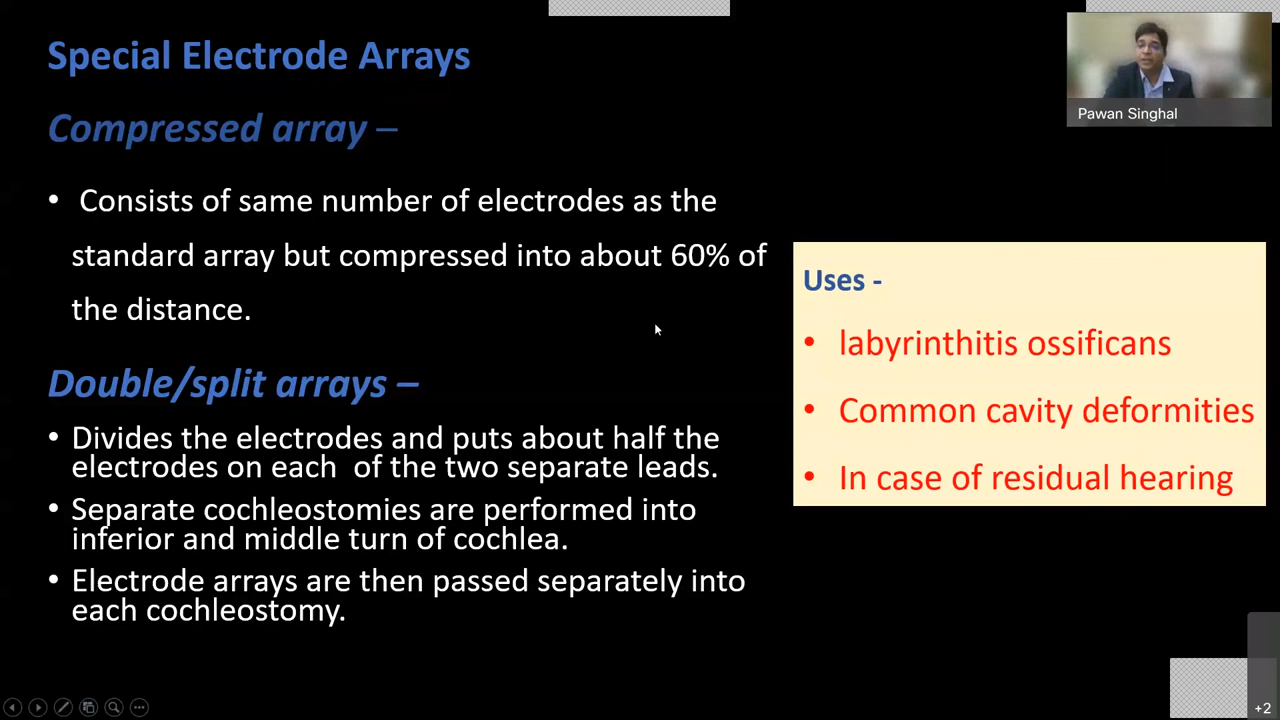 Special Electrode Arrays
Compressed array –
• Consists of same number of electrodes as the
standard array but compressed into about 60% of
the distance.
Double/split arrays –
• Divides the electrodes and puts about half the
electrodes on each of the two separate leads.
• Separate cochleostomies are performed into
inferior and middle turn of cochlea.
• Electrode arrays are then passed separately into
each cochleostomy.
Uses -
• labyrinthitis ossificans
• Common cavity deformities
• In case of residual hearing
Pawan Singhal
+2